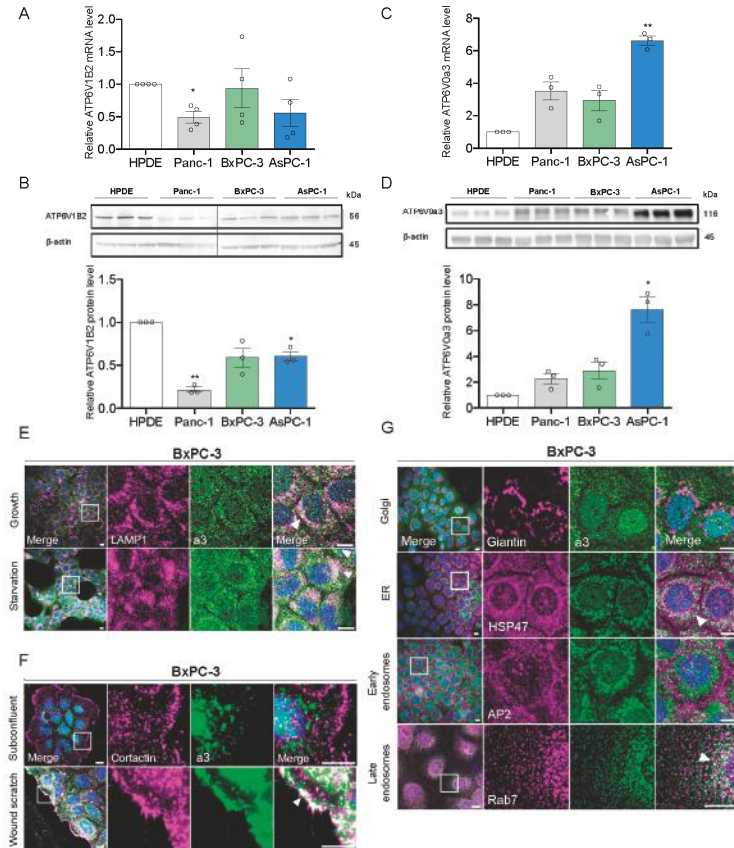 A
Relative ATP6V1B2 mRNA level
2.0
1.5
1.0
0.5
0.0
*
HPDE Panc-1 BxPC-3 AsPC-1
B
HPDE Panc-1 BxPC-3 AsPC-1 kDa
ATP6V1B2 56
β-actin 45
Relative ATP6V1B2 protein level
1.5
1.0
0.5
0.0
**
*
HPDE Panc-1 BxPC-3 AsPC-1
C
Relative ATP6V0a3 mRNA level
8
6
4
2
0
**
HPDE Panc-1 BxPC-3 AsPC-1
D
HPDE Panc-1 BxPC-3 AsPC-1 kDa
ATP6V0a3 116
β-actin 45
Relative ATP6V0a3 protein level
10
8
6
4
2
0
*
HPDE Panc-1 BxPC-3 AsPC-1
E
BxPC-3
Growth
Merge LAMP1 a3 Merge
Starvation
F
BxPC-3
Subconfluent
Merge Cortactin a3 Merge
Wound scratch
G
BxPC-3
Golgi
Merge Giantin a3 Merge
ER
HSP47
Early
endosomes
AP2
Late
endosomes
Rab7